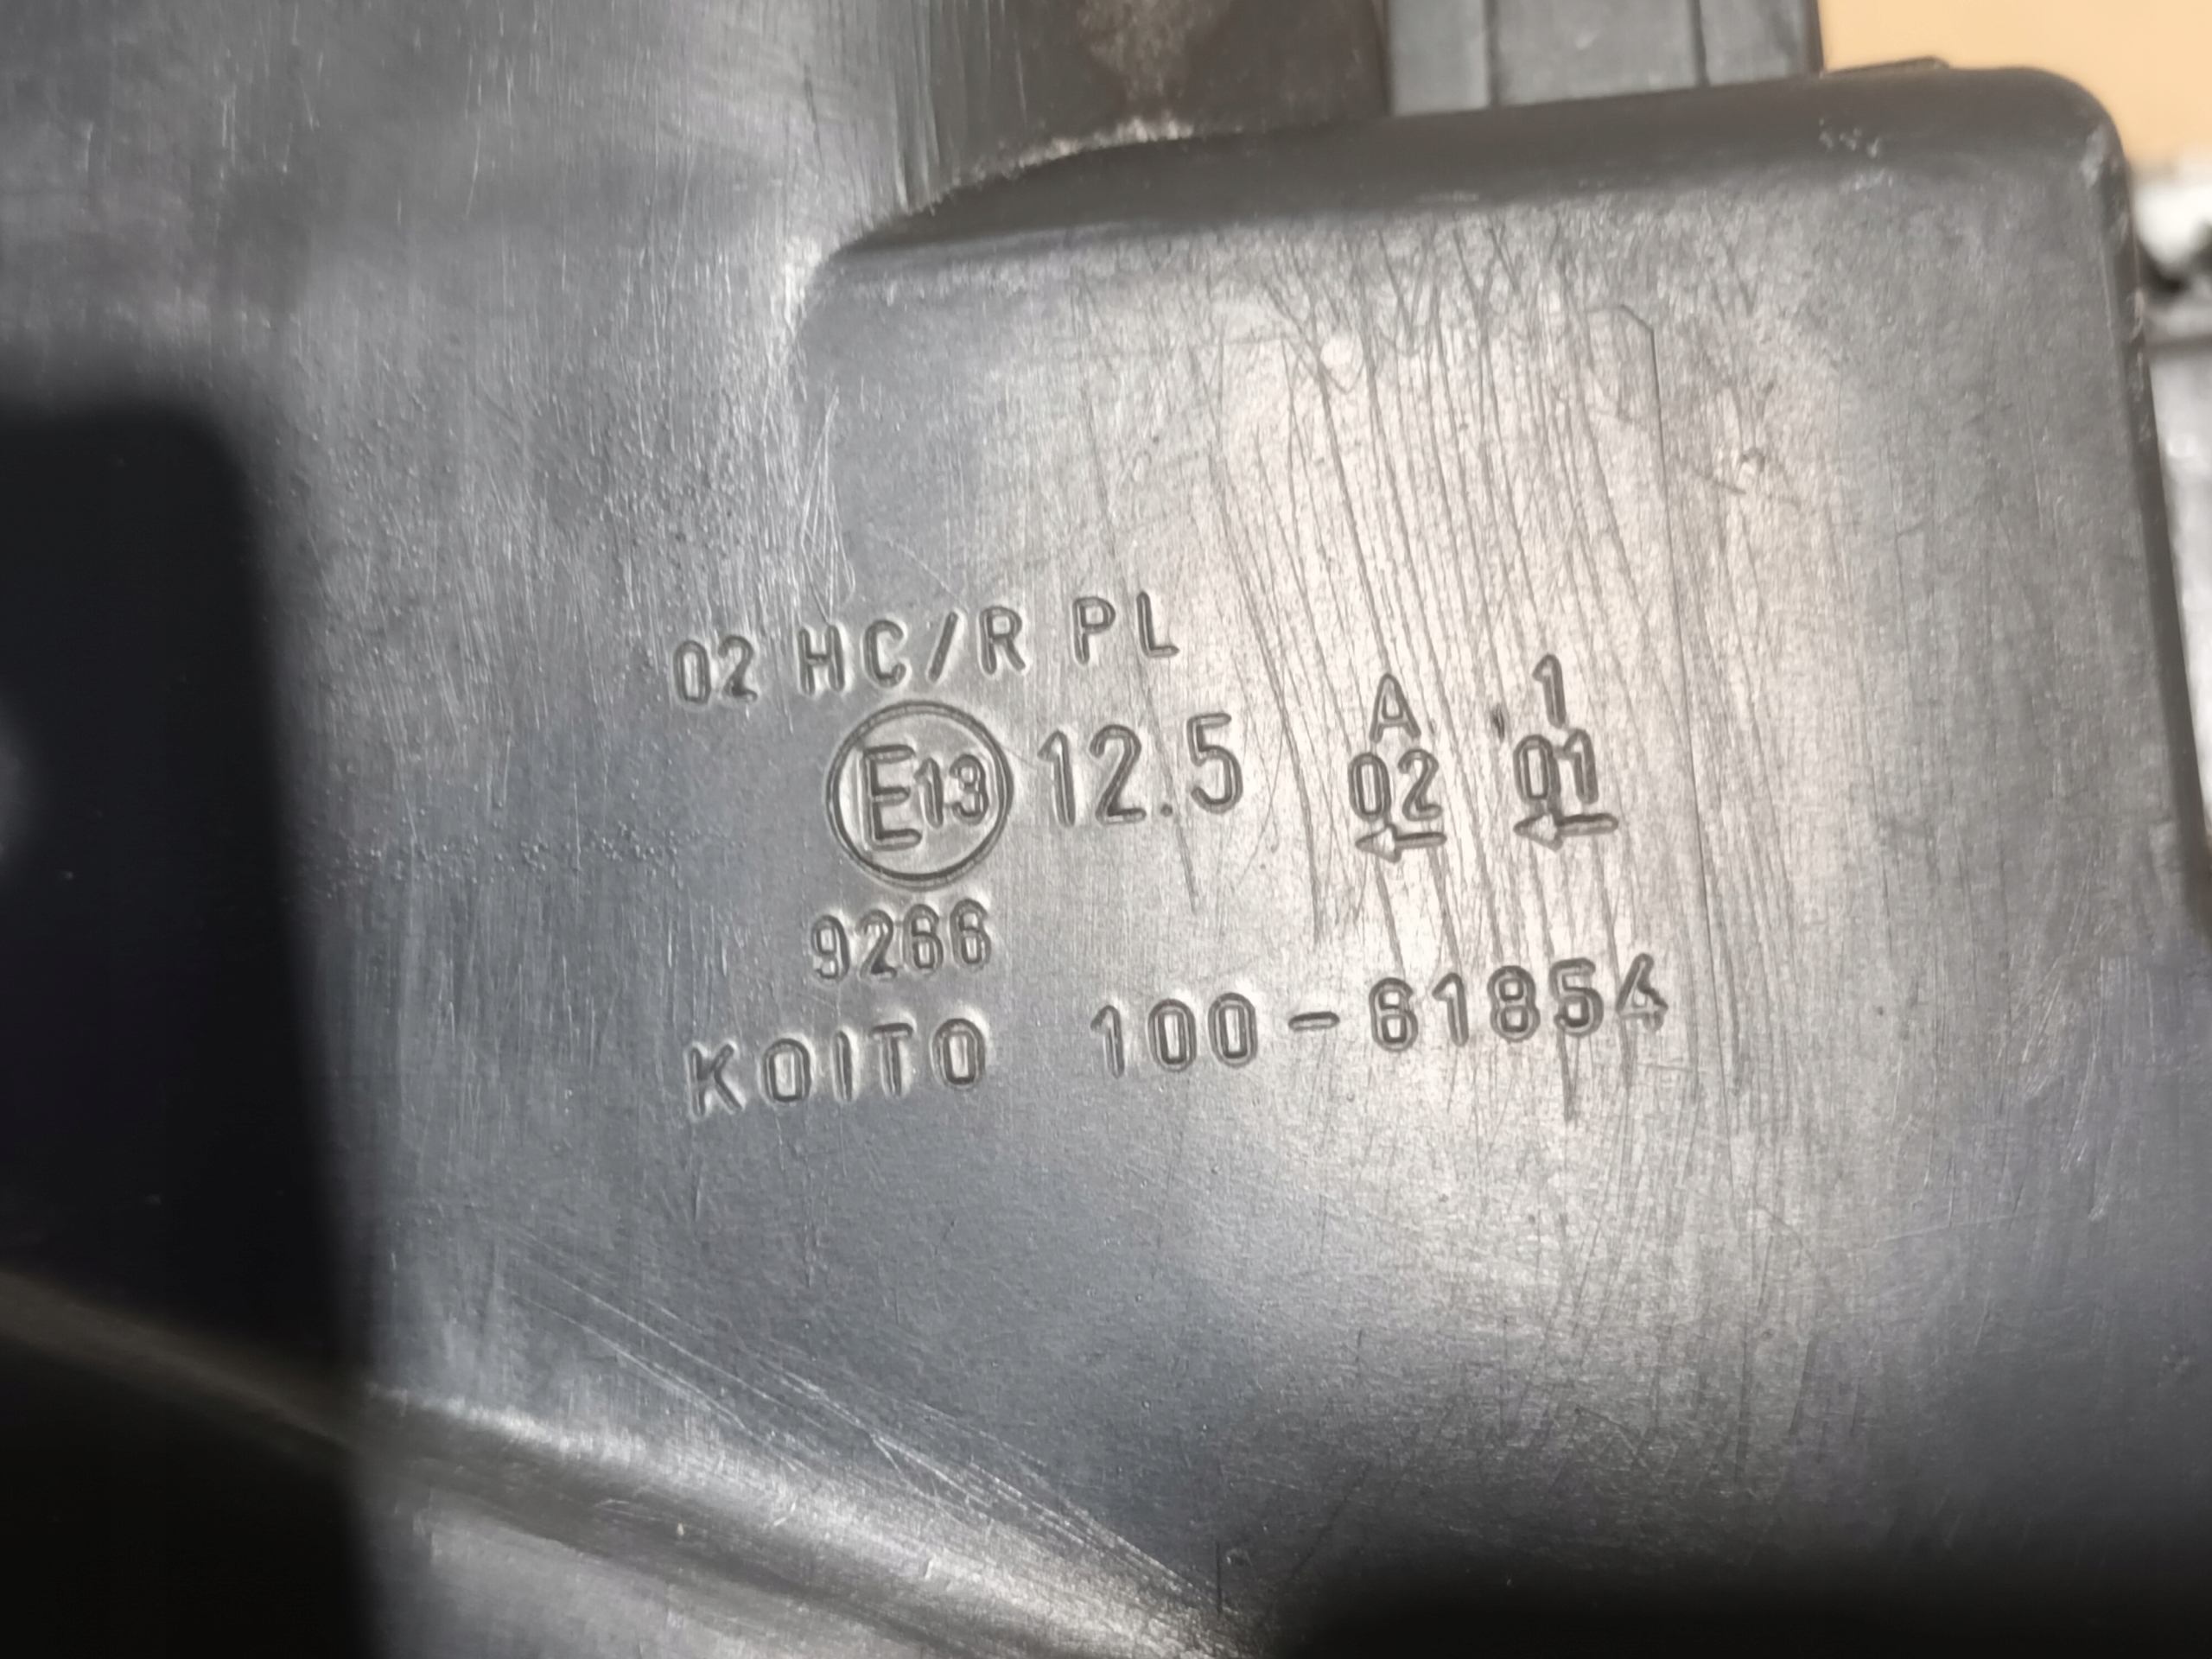 02 HC/R PL
E13 12.5 A 02 ← 1 01 ←
9266
KOITO 100-61854